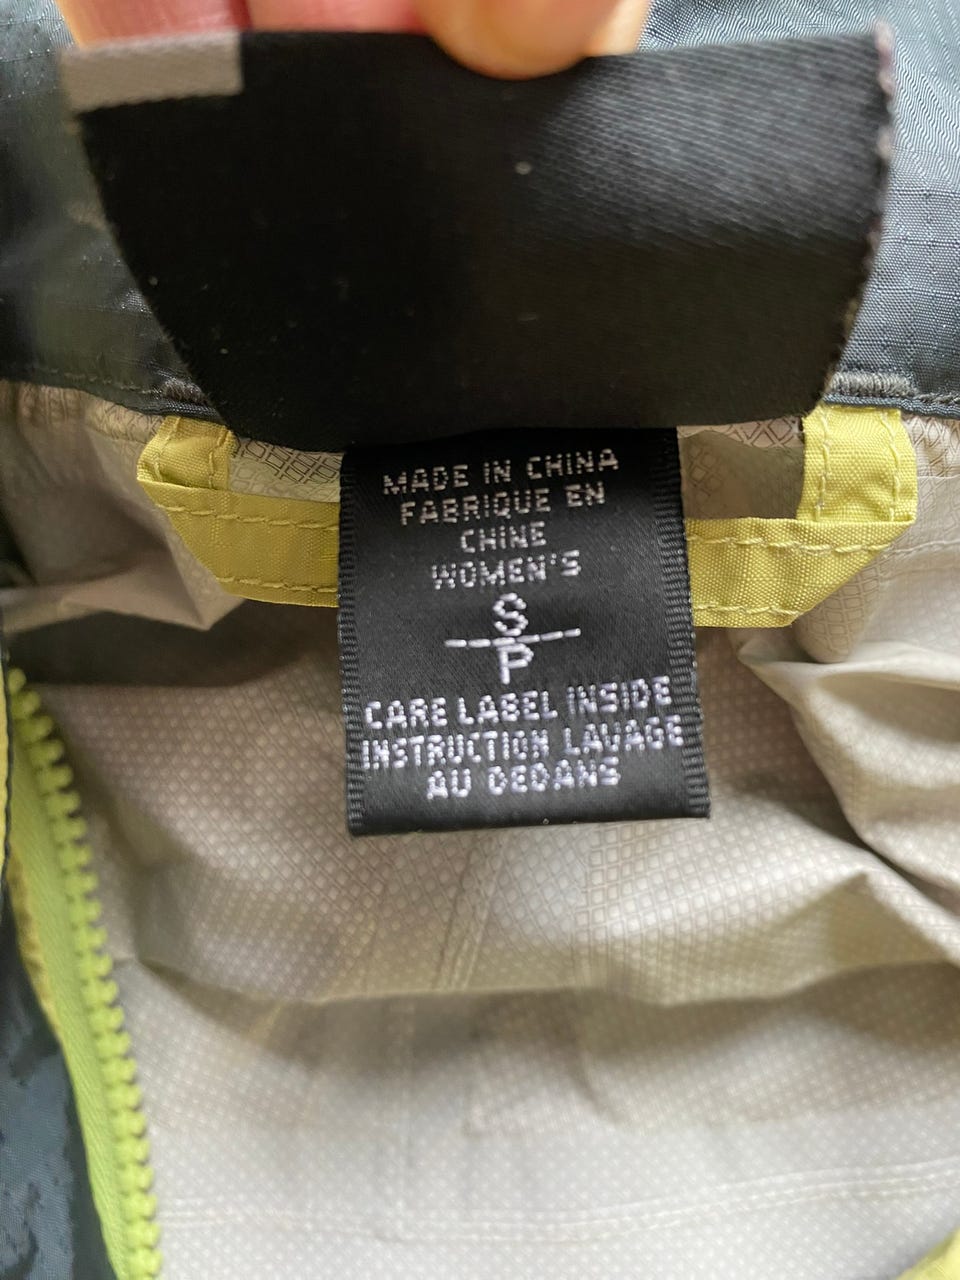 MADE IN CHINA
FABRIQUE EN
CHINE
WOMEN'S
S
P
CARE LABEL INSIDE
INSTRUCTION LAVAGE
AU DEDANS